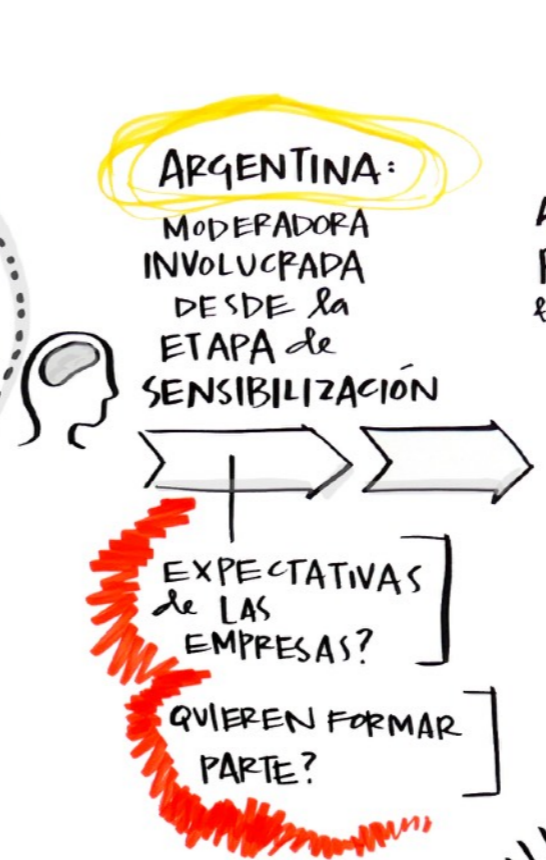 ARGENTINA:
MODERADORA
INVOLUCRADA
DESDE la
ETAPA de
SENSIBILIZACIÓN
EXPECTATIVAS
de LAS
EMPRESAS?
QUIEREN FORMAR
PARTE?